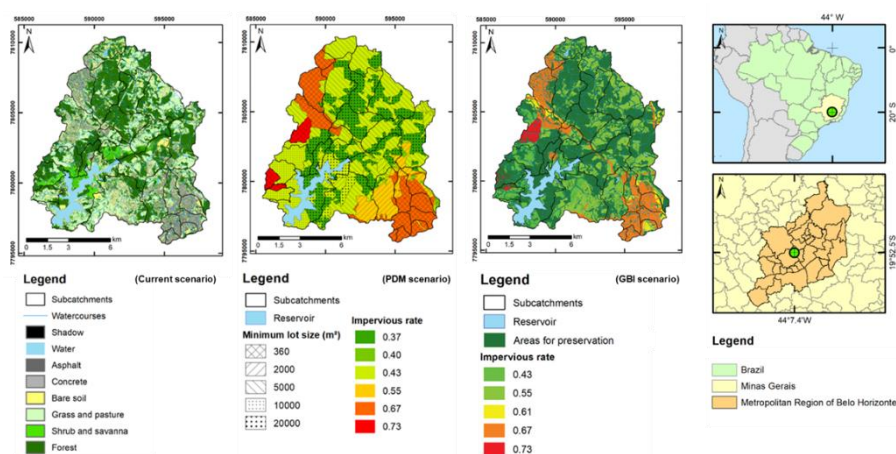 585000 590000 595000
N
7810000
7805000
7800000
7795000
0 1.5 3 6
km
Legend (Current scenario)
Subcatchments
Watercourses
Shadow
Water
Asphalt
Concrete
Bare soil
Grass and pasture
Shrub and savanna
Forest
585000 590000 595000
N
7810000
7805000
7800000
7795000
0 1.5 3 6
km
Legend (PDM scenario)
Subcatchments
Reservoir
Minimum lot size (m²)
360
2000
5000
10000
20000
Impervious rate
0.37
0.40
0.43
0.55
0.67
0.73
585000 590000 595000
N
7810000
7805000
7800000
7795000
0 1.5 3 6
km
Legend (GBI scenario)
Subcatchments
Reservoir
Areas for preservation
Impervious rate
0.43
0.55
0.61
0.67
0.73
44° W
N
0°
20° S
N
19°52.5'S
44°7.4'W
Legend
Brazil
Minas Gerais
Metropolitan Region of Belo Horizonte